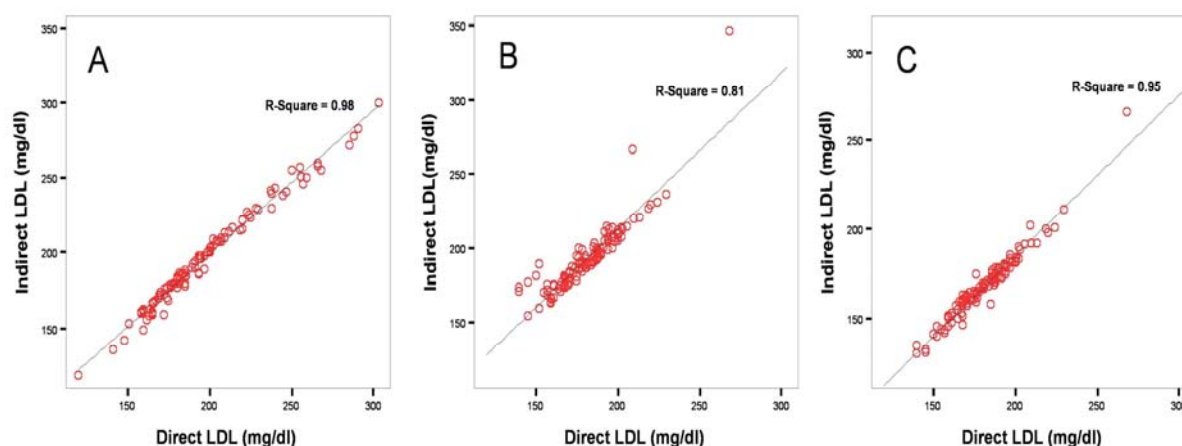 A
R-Square = 0.98
Indirect LDL (mg/dl)
350
300
250
200
150
150
200
250
300
Direct LDL (mg/dl)
B
R-Square = 0.81
Indirect LDL(mg/dl)
350
300
250
200
150
150
200
250
300
Direct LDL (mg/dl)
C
R-Square = 0.95
Indirect LDL (mg/dl)
300
250
200
150
150
200
250
300
Direct LDL (mg/dl)